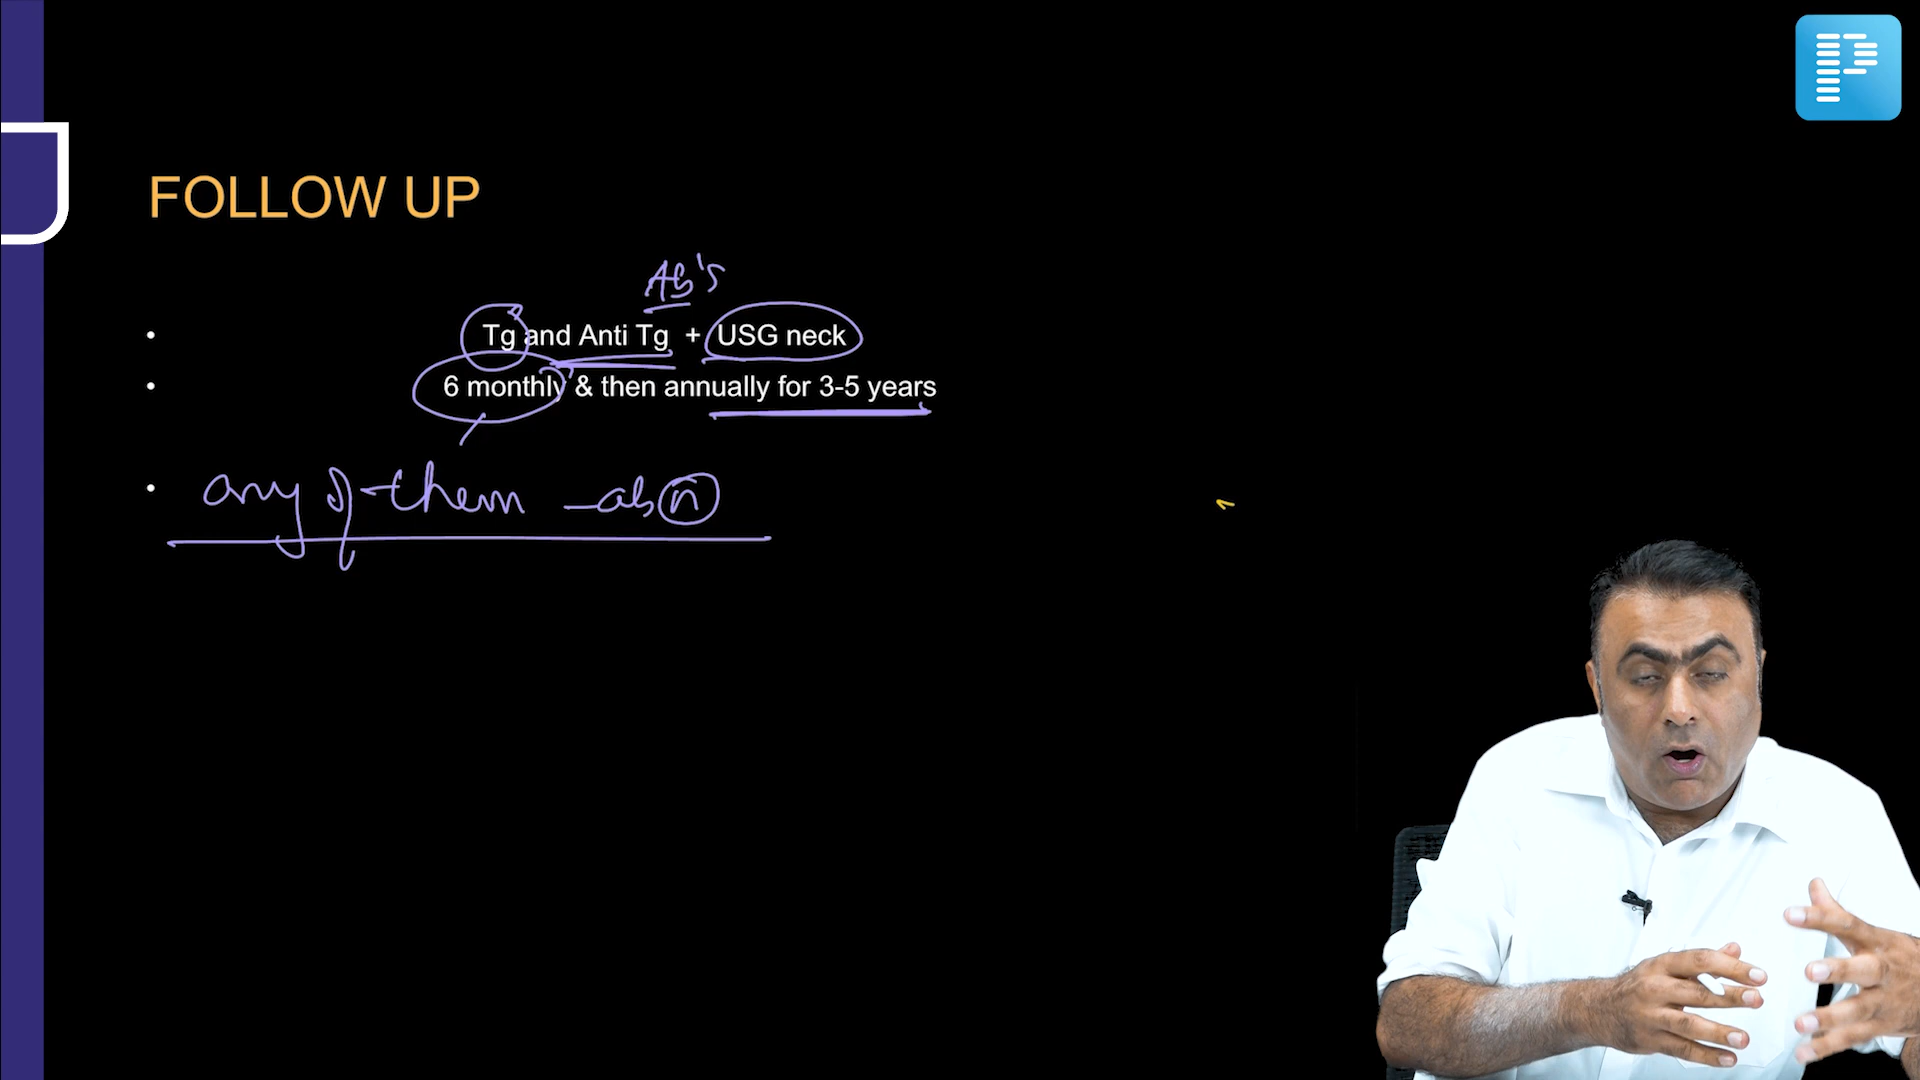 FOLLOW UP
Ab's
• Tg and Anti Tg + USG neck
• 6 monthly & then annually for 3-5 years
• any of them - abn